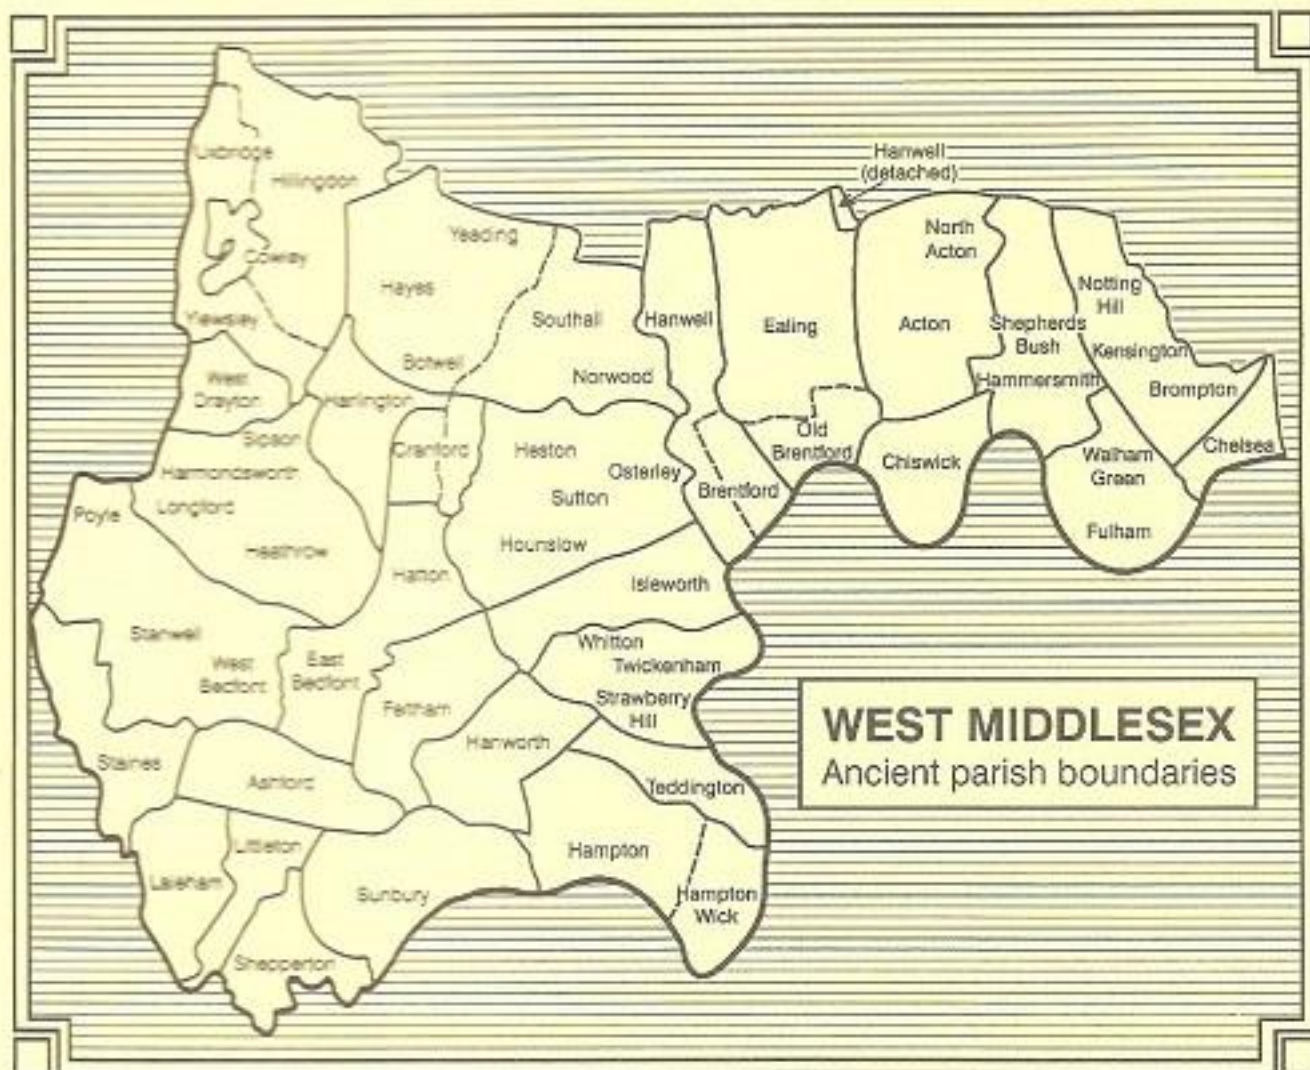 Hanwell
(detached)
Uxbridge
Hillingdon
Yeading
North
Acton
Cowley
Hayes
Notting
Hill
Yiewsley
Southall
Hanwell
Ealing
Acton
Shepherds
Bush
Kensington
Botwell
West
Drayton
Norwood
Hammersmith
Brompton
Harlington
Old
Brentford
Sipson
Cranford
Heston
Chiswick
Walham
Green
Chelsea
Harmondsworth
Osterley
Brentford
Longford
Sutton
Poyle
Heathrow
Hounslow
Fulham
Hatton
Isleworth
Stanwell
Whitton
Twickenham
West
Bedfont
East
Bedfont
Strawberry
Hill
Feltham
Hanworth
WEST MIDDLESEX
Ancient parish boundaries
Staines
Ashford
Teddington
Littleton
Hampton
Laleham
Sunbury
Hampton
Wick
Shepperton